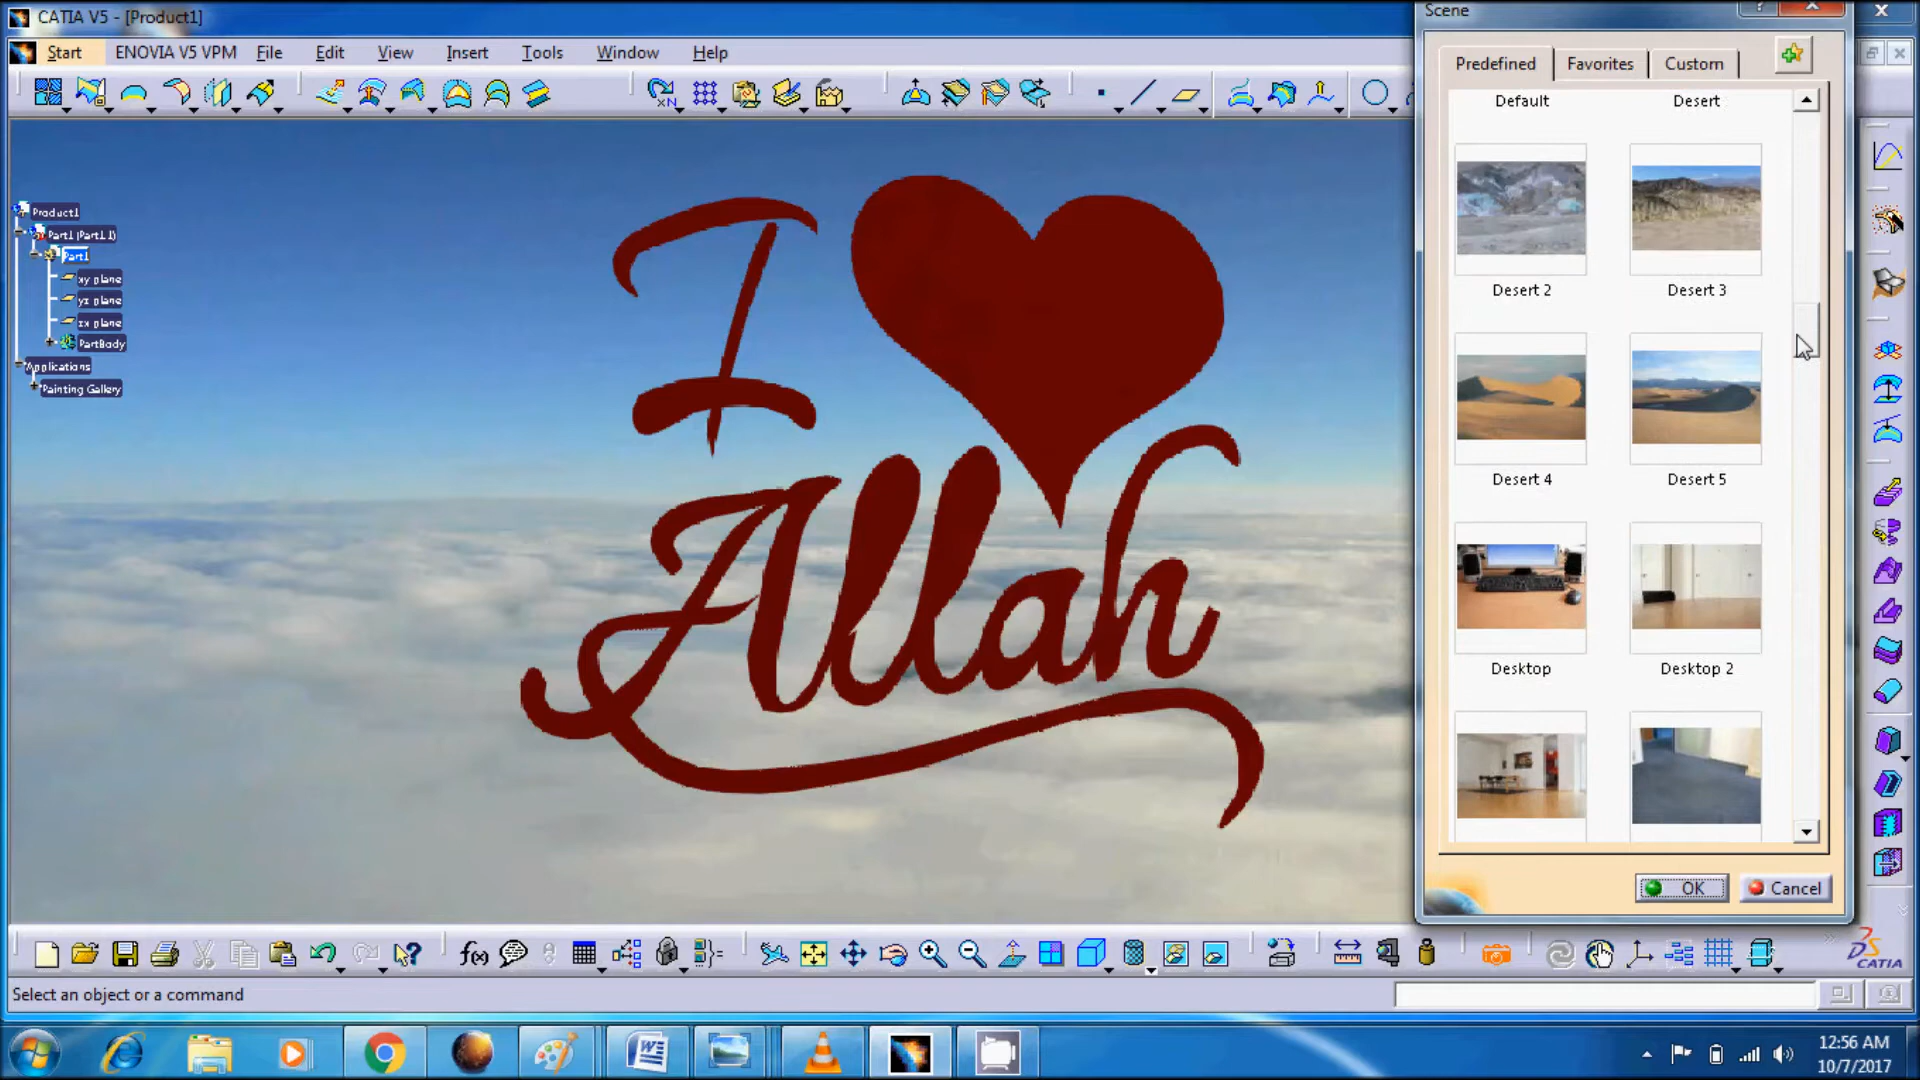 CATIA V5 - [Product1]
Start ENOVIA V5 VPM File Edit View Insert Tools Window Help
Scene
Predefined Favorites Custom
Default Desert
Desert 2 Desert 3
Desert 4 Desert 5
Desktop Desktop 2
OK Cancel
Product1
Part1 (Part1.1)
Part1
xy plane
yz plane
zx plane
PartBody
Applications
Painting Gallery
I
Allah
f(x)
DS
CATIA
Select an object or a command
12:56 AM
10/7/2017